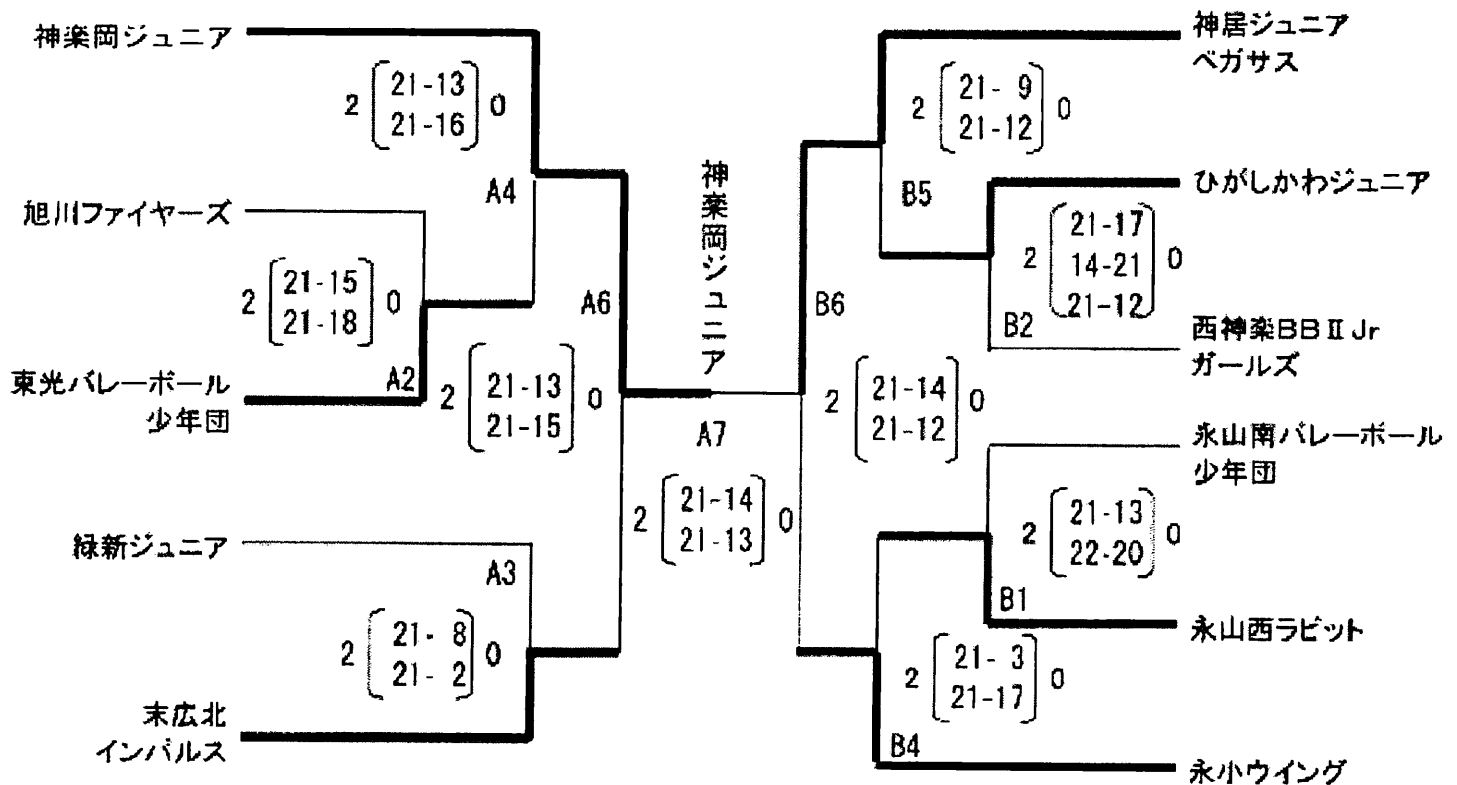 神楽岡ジュニア
2 21-13 0
21-16
A4
旭川ファイヤーズ
2 21-15 0
21-18
A2
東光バレーボール
少年団
A6
2 21-13 0
21-15
緑新ジュニア
A3
2 21- 8 0
21- 2
末広北
インパルス
神楽岡ジュニア
A7
2 21-14 0
21-13
神居ジュニア
ベガサス
2 21- 9 0
21-12
B5
ひがしかわジュニア
2 21-17 0
14-21
21-12
B2
西神楽BBⅡJr
ガールズ
B6
2 21-14 0
21-12
永山南バレーボール
少年団
2 21-13 0
22-20
B1
永山西ラビット
2 21- 3 0
21-17
B4
永小ウイング